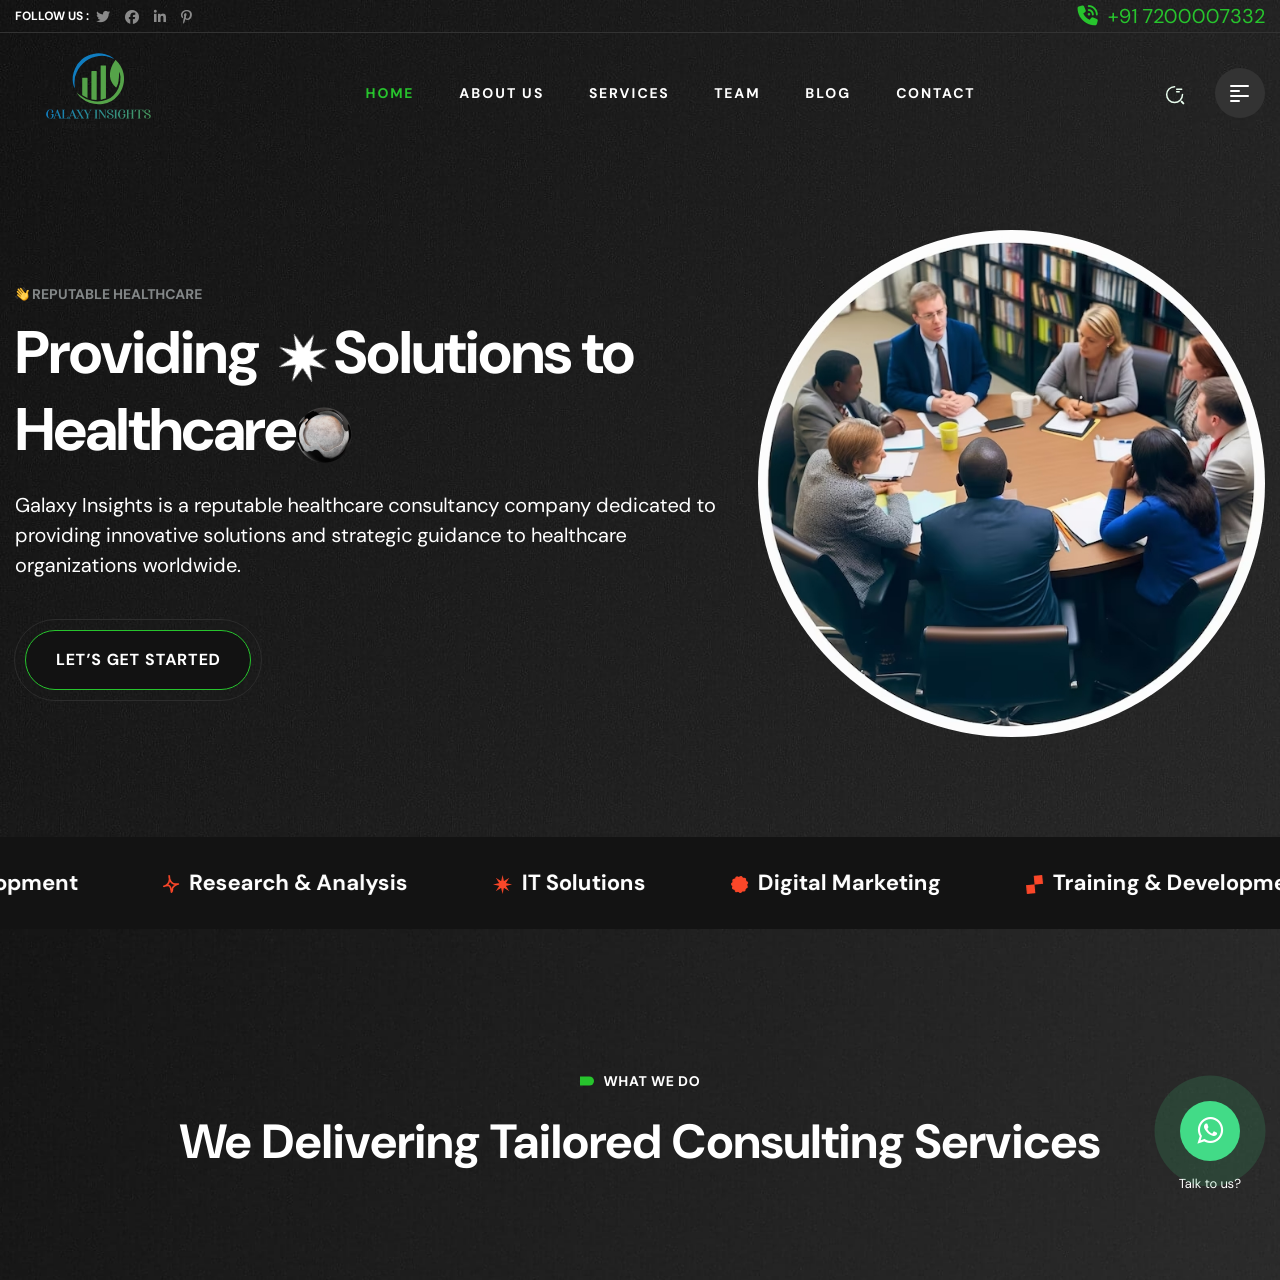 FOLLOW US :
+91 7200007332
GALAXY INSIGHTS
HOME
ABOUT US
SERVICES
TEAM
BLOG
CONTACT
👋 REPUTABLE HEALTHCARE
Providing Solutions to
Healthcare
Galaxy Insights is a reputable healthcare consultancy company dedicated to
providing innovative solutions and strategic guidance to healthcare
organizations worldwide.
LET’S GET STARTED
opment Research & Analysis IT Solutions Digital Marketing Training & Developme
WHAT WE DO
We Delivering Tailored Consulting Services
Talk to us?